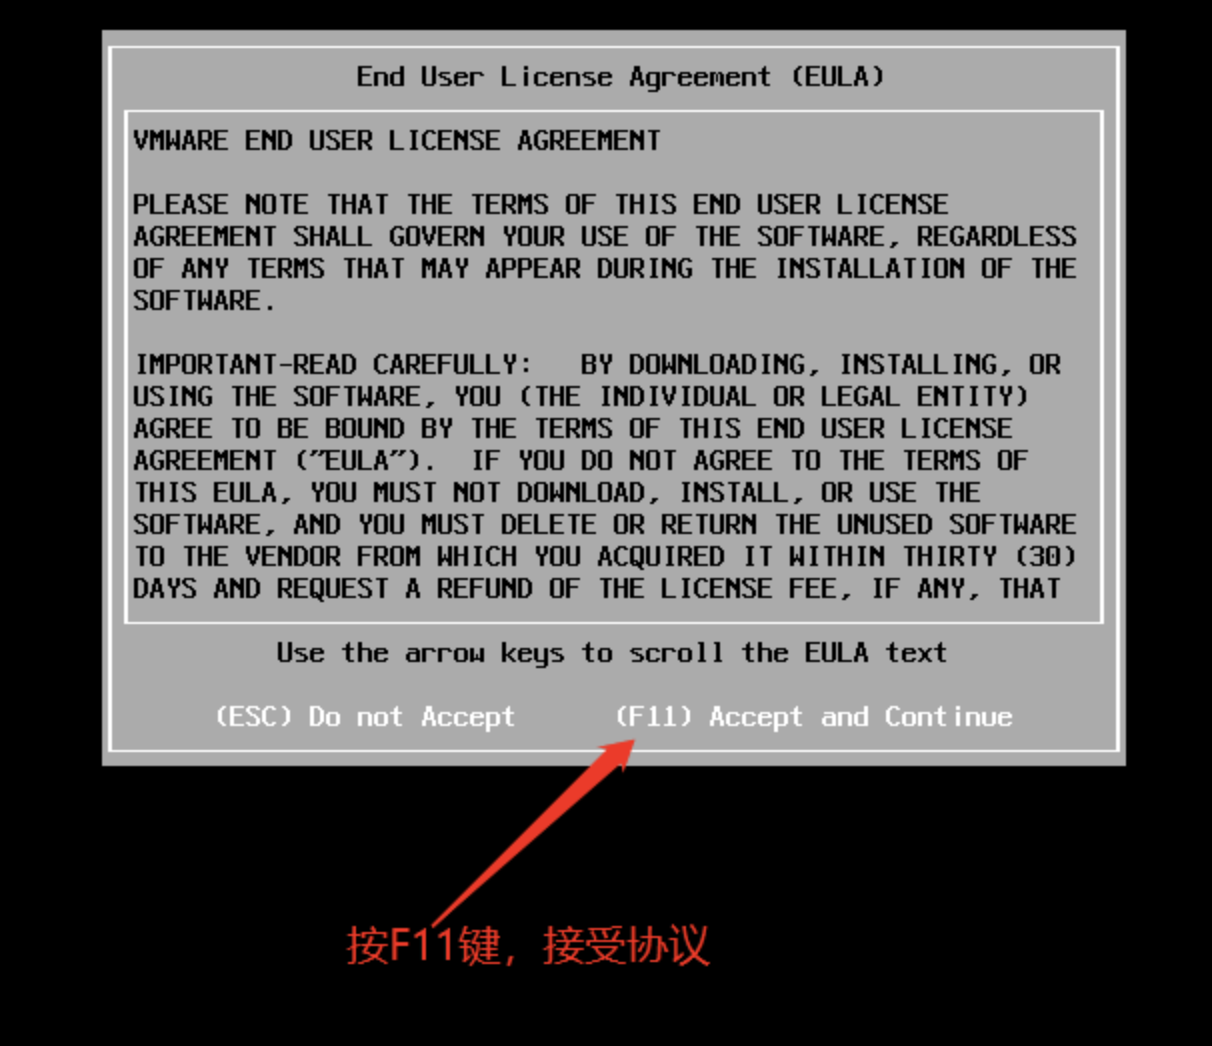 End User License Agreement (EULA)
VMWARE END USER LICENSE AGREEMENT
PLEASE NOTE THAT THE TERMS OF THIS END USER LICENSE
AGREEMENT SHALL GOVERN YOUR USE OF THE SOFTWARE, REGARDLESS
OF ANY TERMS THAT MAY APPEAR DURING THE INSTALLATION OF THE
SOFTWARE.
IMPORTANT-READ CAREFULLY:   BY DOWNLOADING, INSTALLING, OR
USING THE SOFTWARE, YOU (THE INDIVIDUAL OR LEGAL ENTITY)
AGREE TO BE BOUND BY THE TERMS OF THIS END USER LICENSE
AGREEMENT ("EULA").  IF YOU DO NOT AGREE TO THE TERMS OF
THIS EULA, YOU MUST NOT DOWNLOAD, INSTALL, OR USE THE
SOFTWARE, AND YOU MUST DELETE OR RETURN THE UNUSED SOFTWARE
TO THE VENDOR FROM WHICH YOU ACQUIRED IT WITHIN THIRTY (30)
DAYS AND REQUEST A REFUND OF THE LICENSE FEE, IF ANY, THAT
Use the arrow keys to scroll the EULA text
(ESC) Do not Accept      (F11) Accept and Continue
按F11键，接受协议